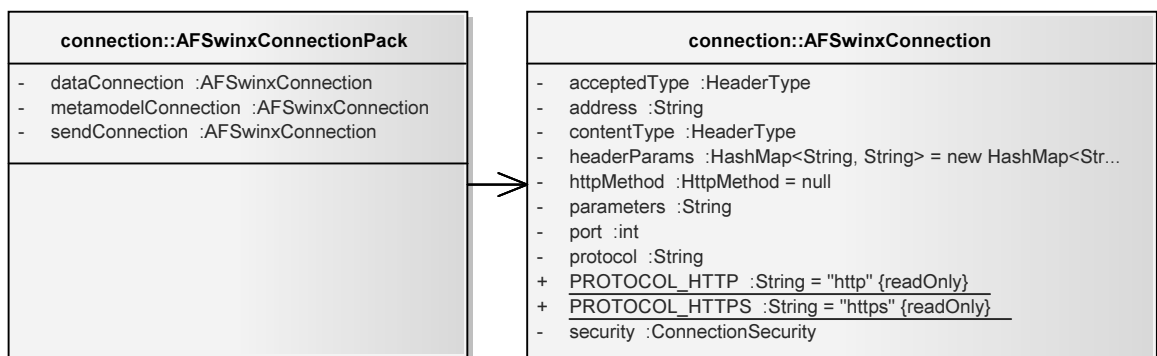 connection::AFSwinxConnectionPack
- dataConnection :AFSwinxConnection
- metamodelConnection :AFSwinxConnection
- sendConnection :AFSwinxConnection
connection::AFSwinxConnection
- acceptedType :HeaderType
- address :String
- contentType :HeaderType
- headerParams :HashMap<String, String> = new HashMap<Str...
- httpMethod :HttpMethod = null
- parameters :String
- port :int
- protocol :String
+ PROTOCOL_HTTP :String = "http" {readOnly}
+ PROTOCOL_HTTPS :String = "https" {readOnly}
- security :ConnectionSecurity